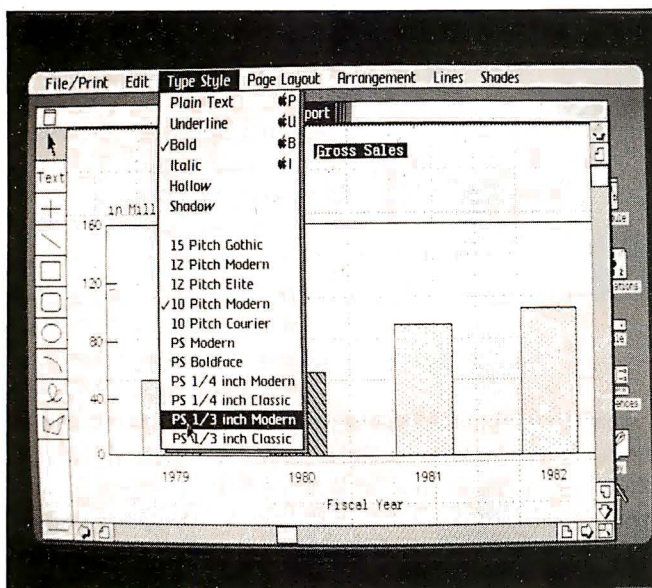 File/Print Edit Type Style Page Layout Arrangement Lines Shades
port
Plain Text P
Underline U
✓Bold B
Italic I
Hollow
Shadow
15 Pitch Gothic
12 Pitch Modern
12 Pitch Elite
✓10 Pitch Modern
10 Pitch Courier
PS Modern
PS Boldface
PS 1/4 inch Modern
PS 1/4 inch Classic
PS 1/3 inch Modern
PS 1/3 inch Classic
Text
Gross Sales
in Mill
160
120
80
40
0
1979 1980 1981 1982
Fiscal Year